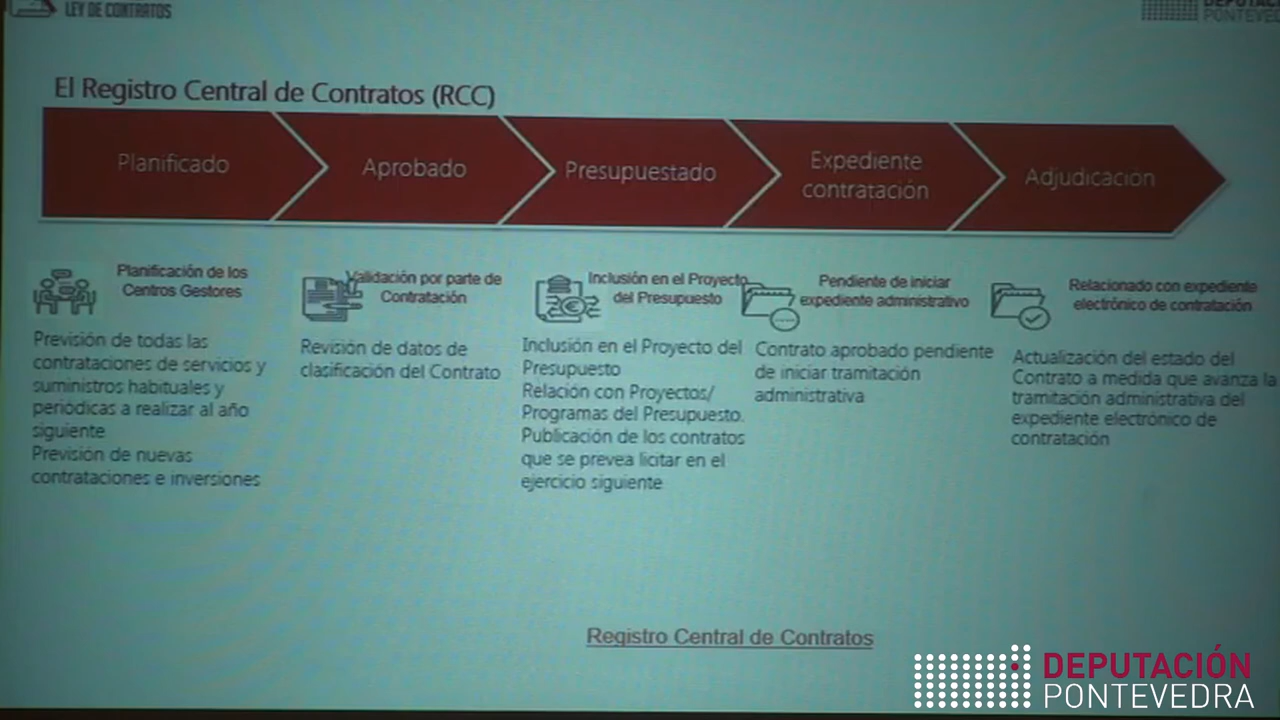 LEY DE CONTRATOS
DEPUTACI
PONTEVED
El Registro Central de Contratos (RCC)
Planificado
Aprobado
Presupuestado
Expediente
contratación
Adjudicacion
Planificación de los
Centros Gestores
Previsión de todas las
contrataciones de servicios y
suministros habituales y
periódicas a realizar al año
siguiente
Previsión de nuevas
contrataciones e inversiones
Validación por parte de
Contratación
Revisión de datos de
clasificación del Contrato
Inclusión en el Proyecto
del Presupuesto
Inclusión en el Proyecto del
Presupuesto
Relación con Proyectos/
Programas del Presupuesto.
Publicación de los contratos
que se prevea licitar en el
ejercicio siguiente
Pendiente de iniciar
expediente administrativo
Contrato aprobado pendiente
de iniciar tramitación
administrativa
Relacionado con expediente
electrónico de contratación
Actualización del estado del
Contrato a medida que avanza la
tramitación administrativa del
expediente electrónico de
contratación
Registro Central de Contratos
DEPUTACIÓN
PONTEVEDRA